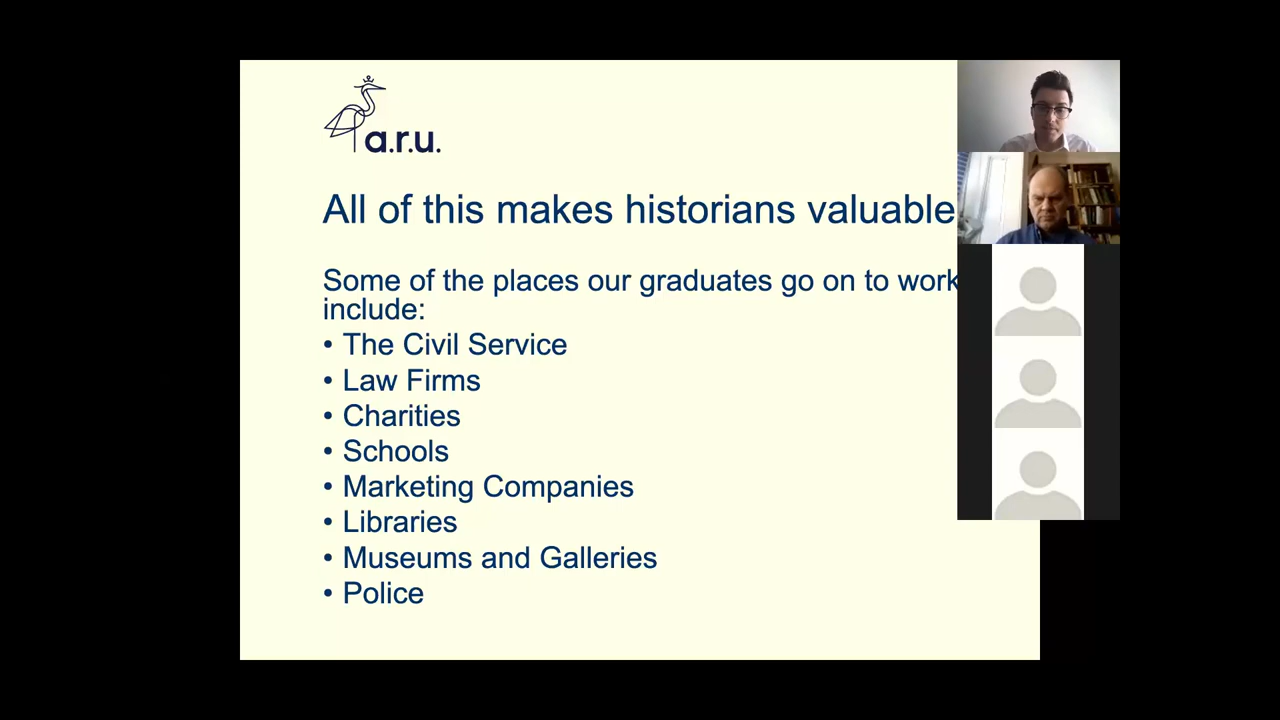 a.r.u.
All of this makes historians valuable
Some of the places our graduates go on to work
include:
• The Civil Service
• Law Firms
• Charities
• Schools
• Marketing Companies
• Libraries
• Museums and Galleries
• Police